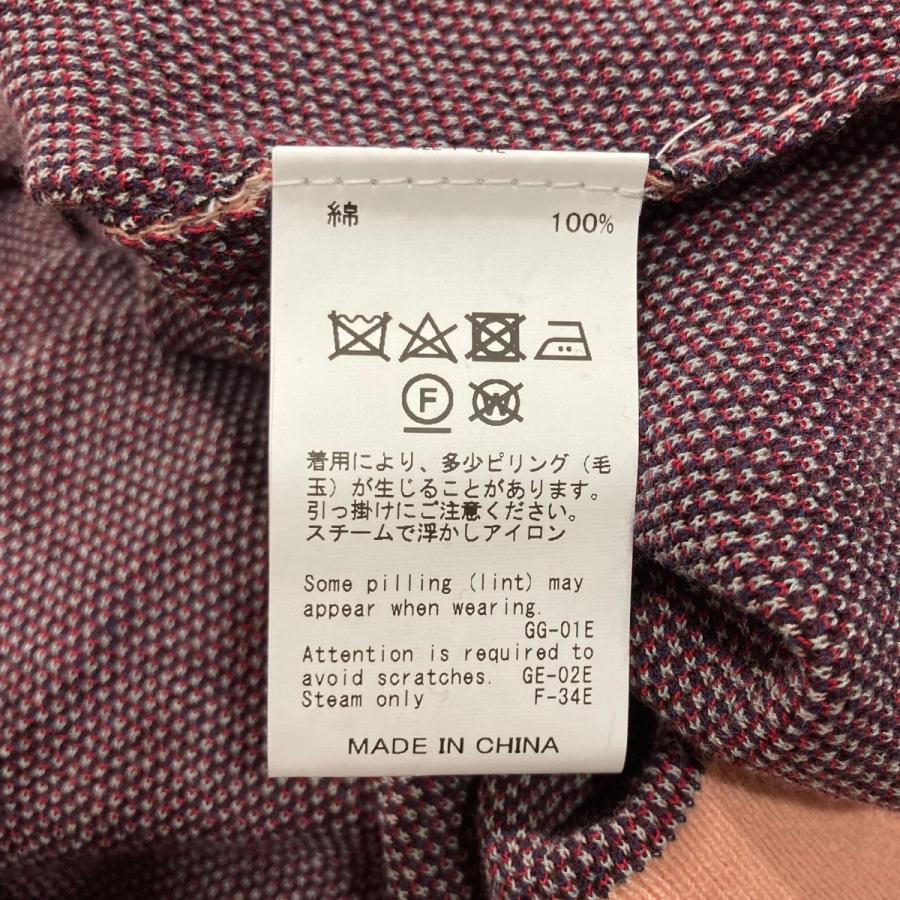 綿 100%
F W
着用により、多少ピリング（毛
玉）が生じることがあります。
引っ掛けにご注意ください。
スチームで浮かしアイロン
Some pilling (lint) may
appear when wearing.
GG-01E
Attention is required to
avoid scratches. GE-02E
Steam only F-34E
MADE IN CHINA